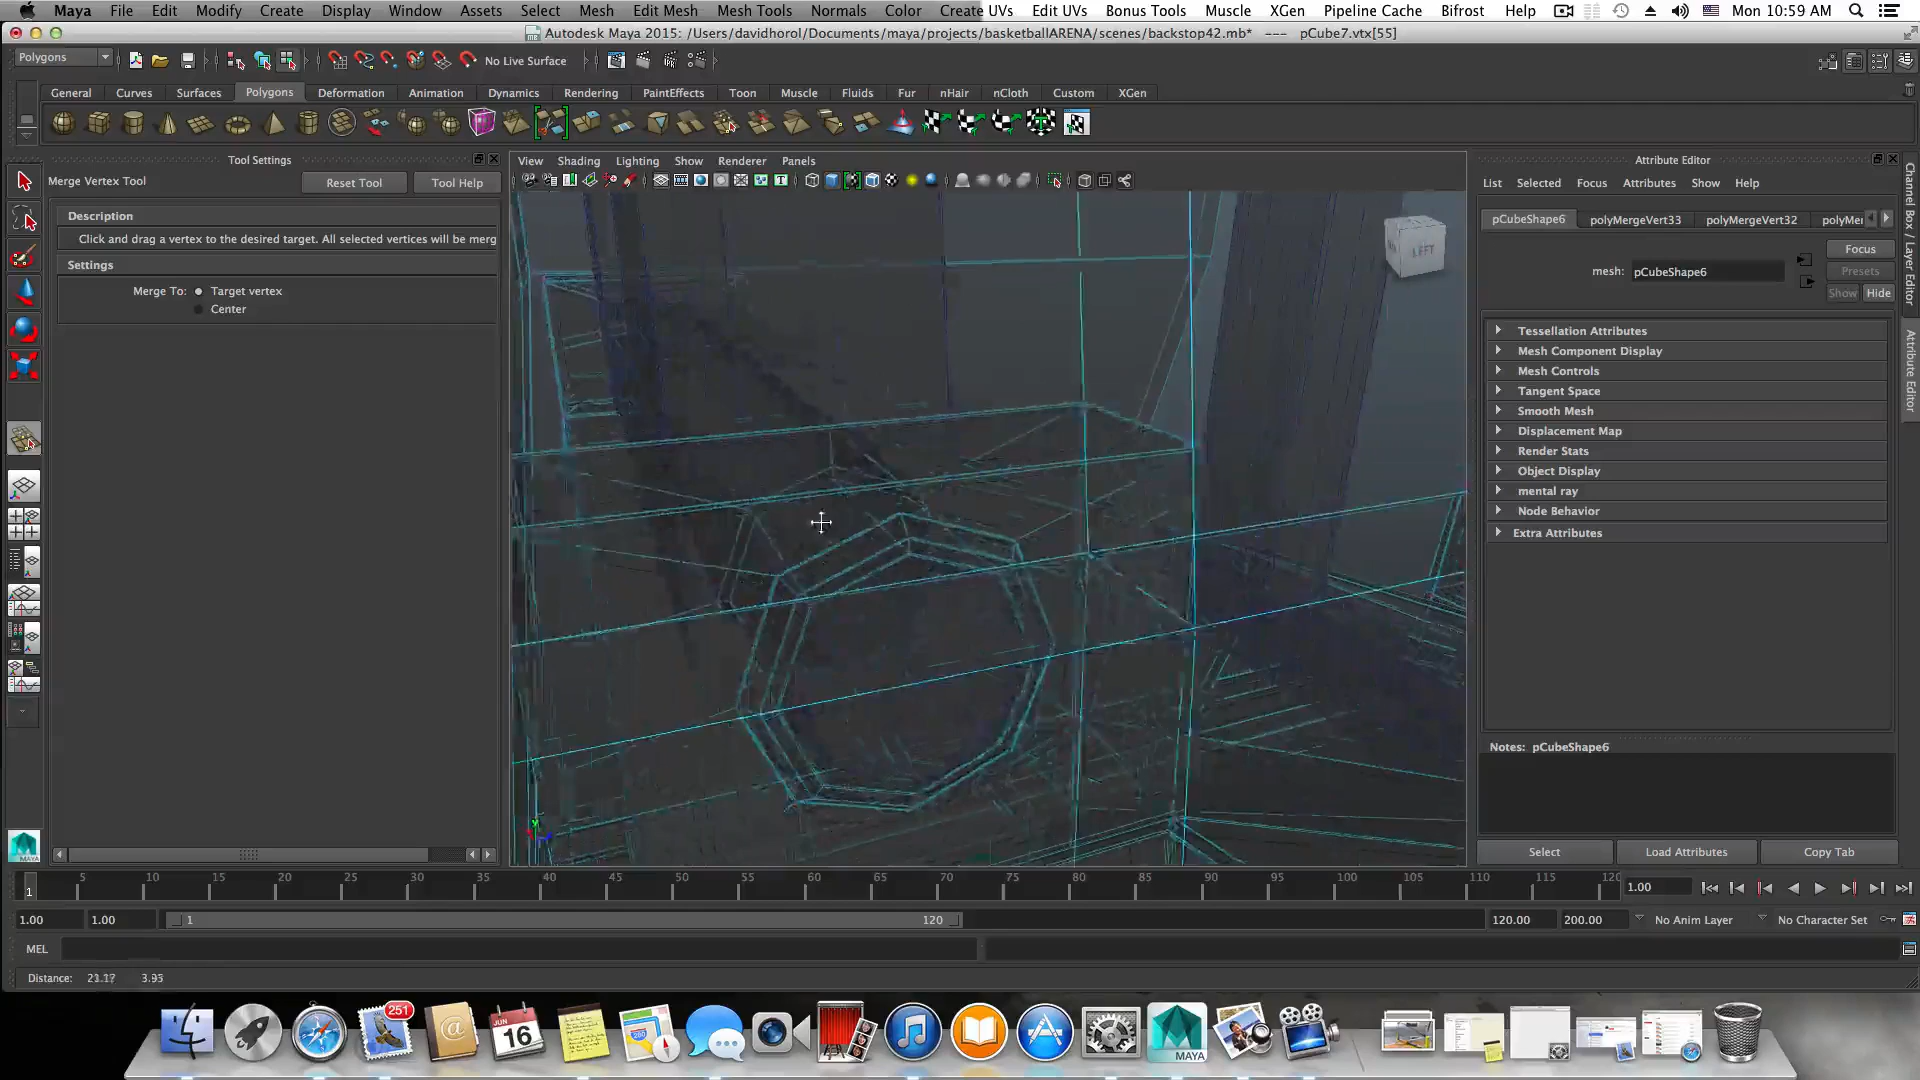 Maya File Edit Modify Create Display Window Assets Select Mesh Edit Mesh Mesh Tools Normals Color Create UVs Edit UVs Bonus Tools Muscle XGen Pipeline Cache Bifrost Help Mon 10:59 AM
Autodesk Maya 2015: /Users/davidhorol/Documents/maya/projects/basketballARENA/scenes/backstop42.mb* --- pCube7.vtx[55]
Polygons No Live Surface
General Curves Surfaces Polygons Deformation Animation Dynamics Rendering PaintEffects Toon Muscle Fluids Fur nHair nCloth Custom XGen
Tool Settings
Merge Vertex Tool Reset Tool Tool Help
Description
Click and drag a vertex to the desired target. All selected vertices will be merg
Settings
Merge To: Target vertex
Center
View Shading Lighting Show Renderer Panels
LEFT
Attribute Editor
List Selected Focus Attributes Show Help
pCubeShape6 polyMergeVert33 polyMergeVert32 polyMer
Focus
mesh: pCubeShape6 Presets
Show Hide
Tessellation Attributes
Mesh Component Display
Mesh Controls
Tangent Space
Smooth Mesh
Displacement Map
Render Stats
Object Display
mental ray
Node Behavior
Extra Attributes
Notes: pCubeShape6
Select Load Attributes Copy Tab
Channel Box / Layer Editor
Attribute Editor
MAYA
1 5 10 15 20 25 30 35 40 45 50 55 60 65 70 75 80 85 90 95 100 105 110 115 120 1.00
1.00 1.00 1 120 120.00 200.00 No Anim Layer No Character Set
MEL
Distance: 3.95
251
JUN
16
MAYA